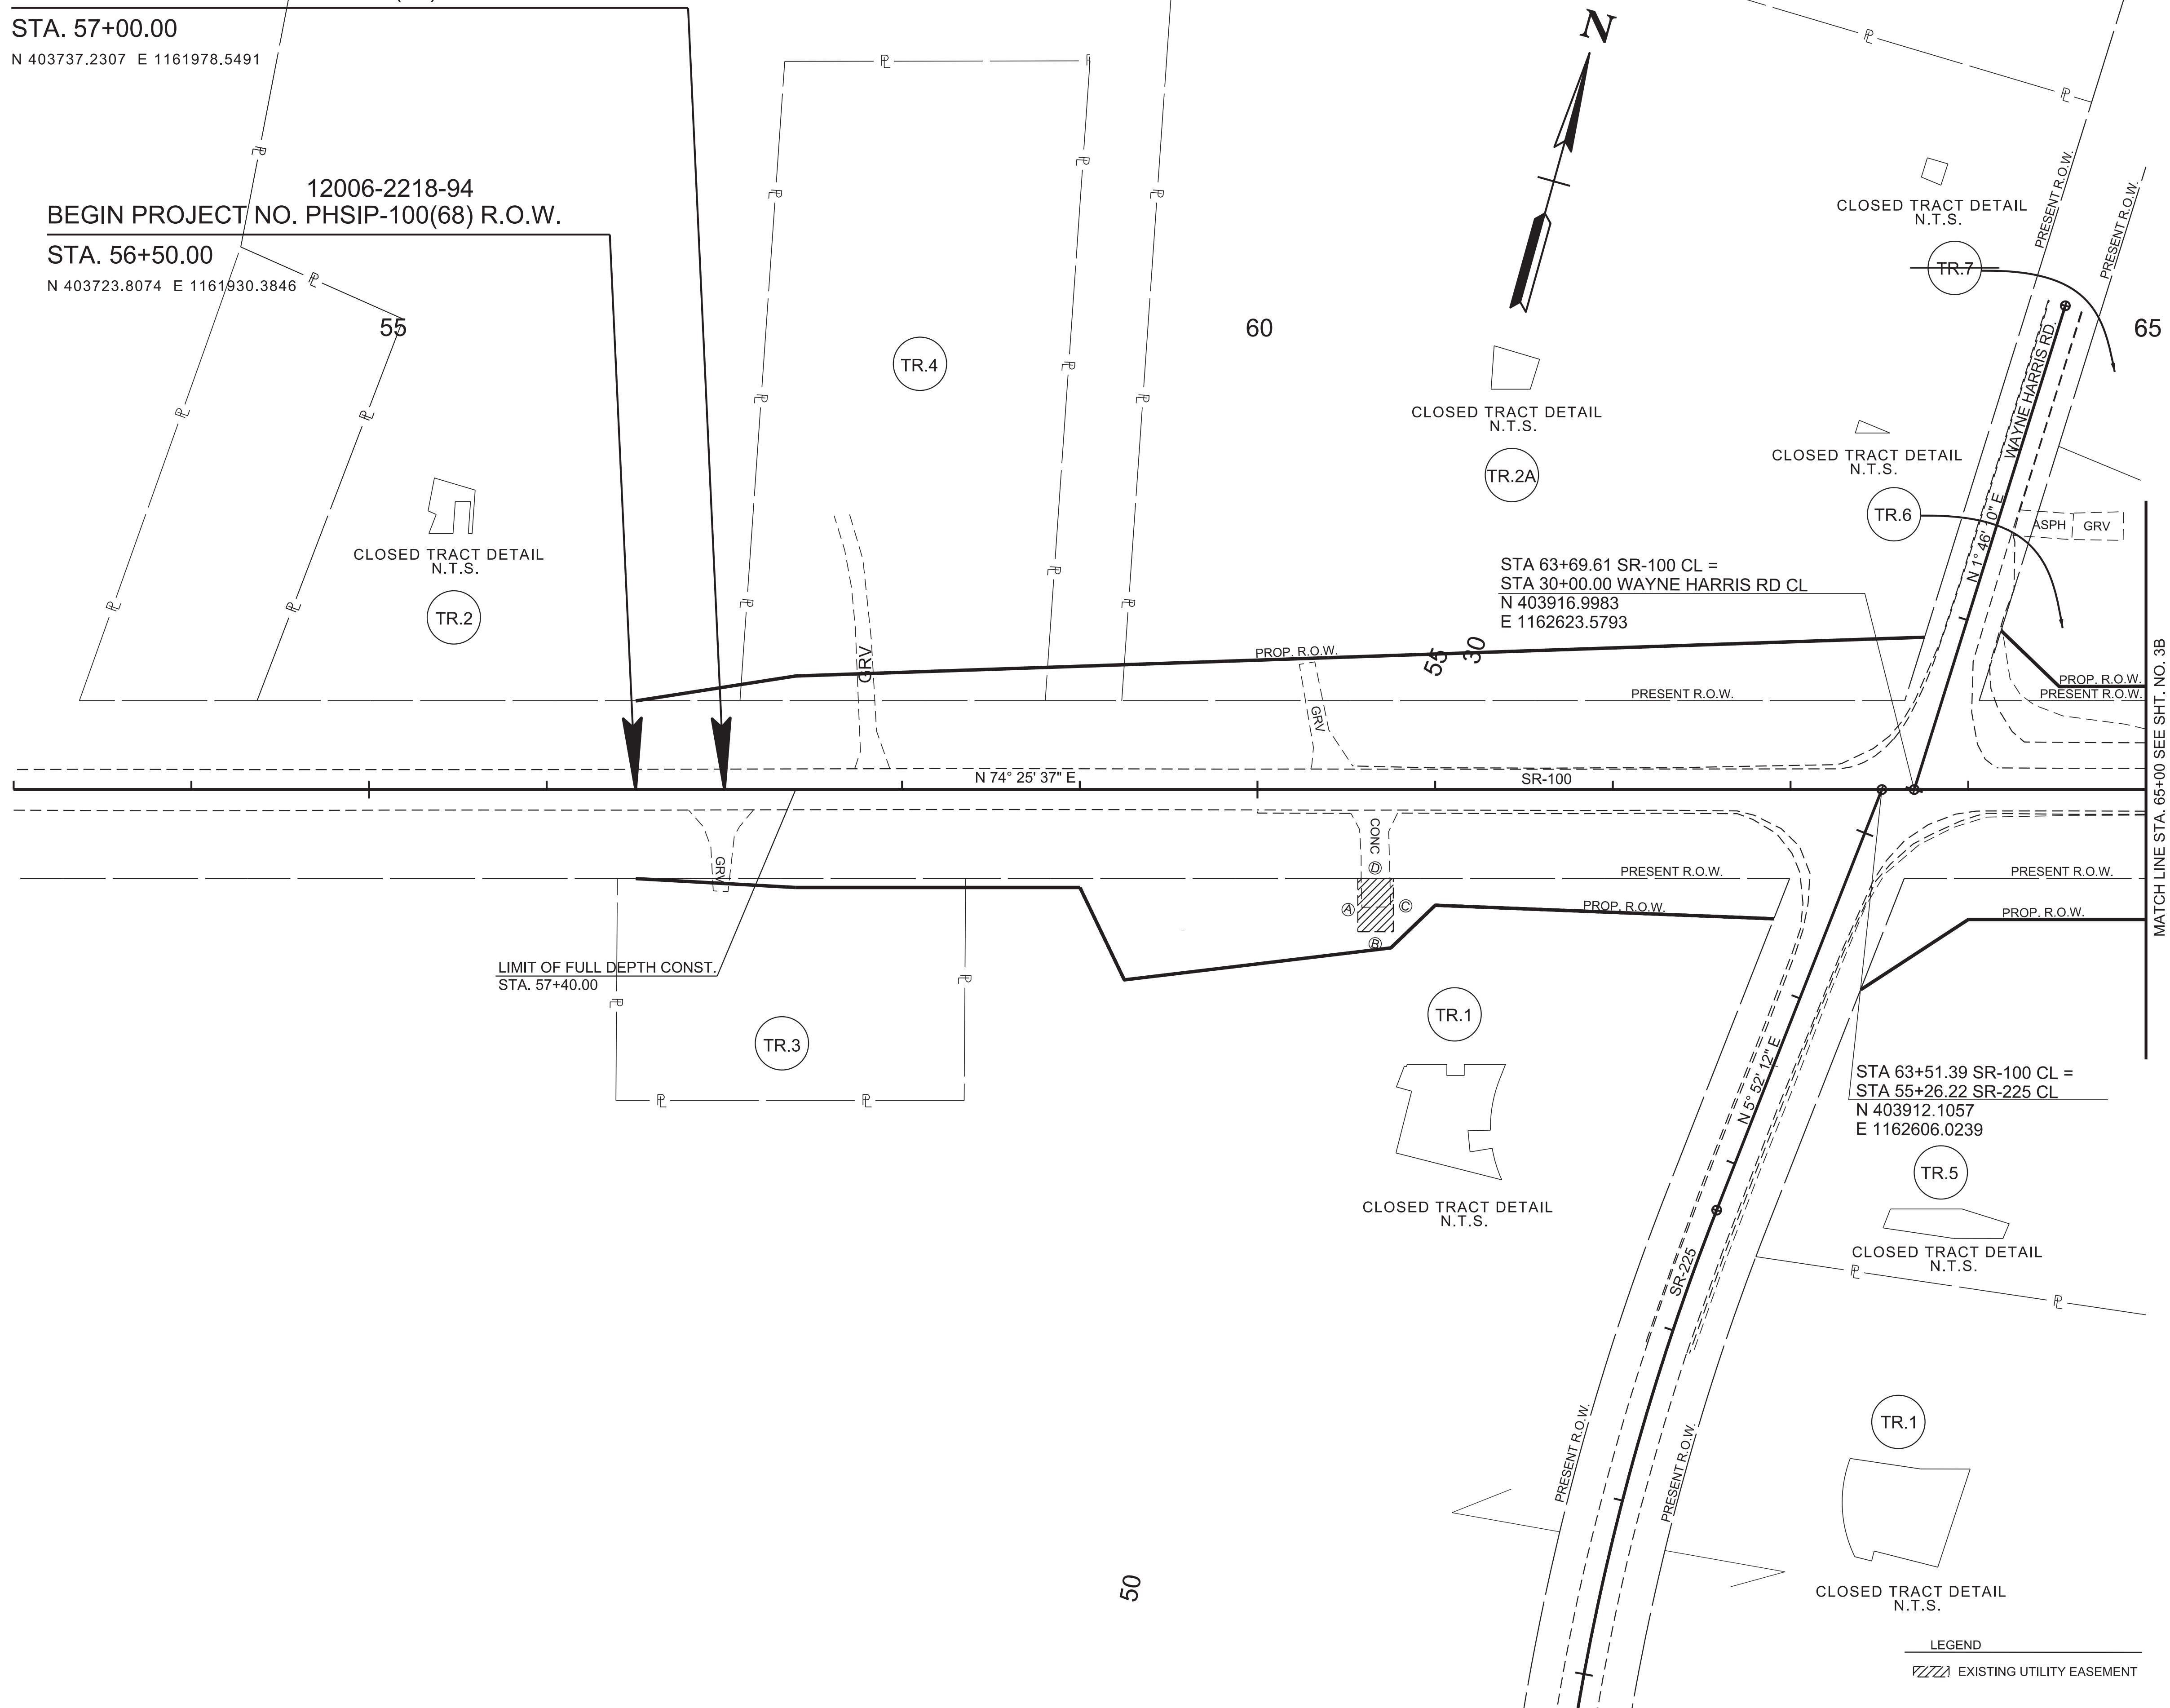 STA. 57+00.00
N 403737.2307 E 1161978.5491
N
12006-2218-94
BEGIN PROJECT NO. PHSIP-100(68) R.O.W.
STA. 56+50.00
N 403723.8074 E 1161930.3846
55
60
65
TR.4
CLOSED TRACT DETAIL
N.T.S.
TR.7
PRESENT R.O.W.
PRESENT R.O.W.
CLOSED TRACT DETAIL
N.T.S.
TR.2A
CLOSED TRACT DETAIL
N.T.S.
TR.6
WAYNE HARRIS RD.
N 1° 46' 10" E
ASPH
GRV
CLOSED TRACT DETAIL
N.T.S.
TR.2
STA 63+69.61 SR-100 CL =
STA 30+00.00 WAYNE HARRIS RD CL
N 403916.9983
E 1162623.5793
GRV
PROP. R.O.W.
55
30
GRV
PRESENT R.O.W.
PROP. R.O.W.
PRESENT R.O.W.
N 74° 25' 37" E
SR-100
MATCH LINE STA. 65+00 SEE SHT. NO. 3B
GRV
CONC
D
A
C
B
PRESENT R.O.W.
PROP. R.O.W.
PRESENT R.O.W.
PROP. R.O.W.
LIMIT OF FULL DEPTH CONST.
STA. 57+40.00
TR.3
TR.1
CLOSED TRACT DETAIL
N.T.S.
N 5° 52' 12" E
STA 63+51.39 SR-100 CL =
STA 55+26.22 SR-225 CL
N 403912.1057
E 1162606.0239
TR.5
CLOSED TRACT DETAIL
N.T.S.
SR-225
PRESENT R.O.W.
PRESENT R.O.W.
TR.1
CLOSED TRACT DETAIL
N.T.S.
50
LEGEND
EXISTING UTILITY EASEMENT